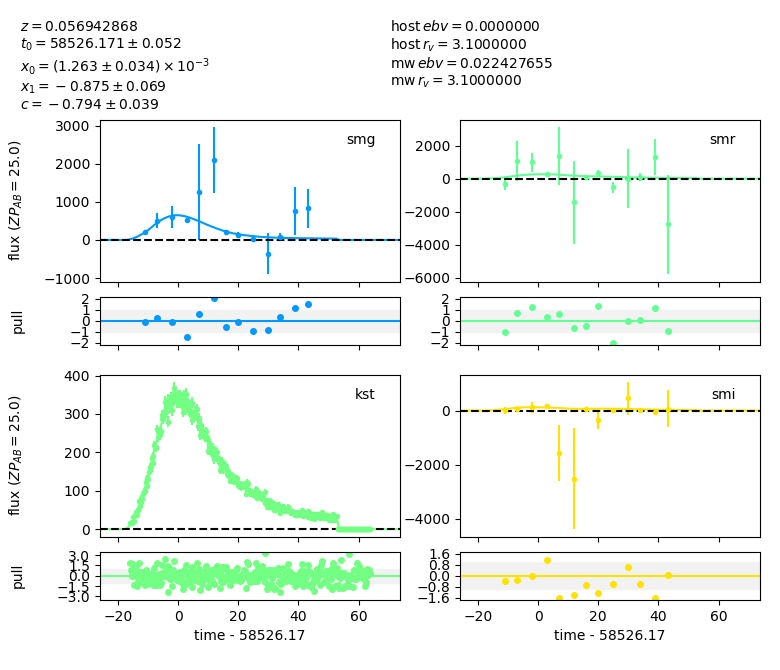 z = 0.056942868
t₀ = 58526.171 ± 0.052
x₀ = (1.263 ± 0.034) × 10⁻³
x₁ = − 0.875 ± 0.069
c = − 0.794 ± 0.039
host ebv = 0.0000000
host r_v = 3.1000000
mw ebv = 0.022427655
mw r_v = 3.1000000
flux (ZP_AB = 25.0)
3000
2000
1000
0
−1000
smg
2000
0
−2000
−4000
−6000
smr
pull
2
1
0
−1
−2
2
1
0
−1
−2
flux (ZP_AB = 25.0)
400
300
200
100
0
kst
0
−2000
−4000
smi
pull
3.0
1.5
0.0
−1.5
−3.0
−20 0 20 40 60
time - 58526.17
1.6
0.8
0.0
−0.8
−1.6
−20 0 20 40 60
time - 58526.17